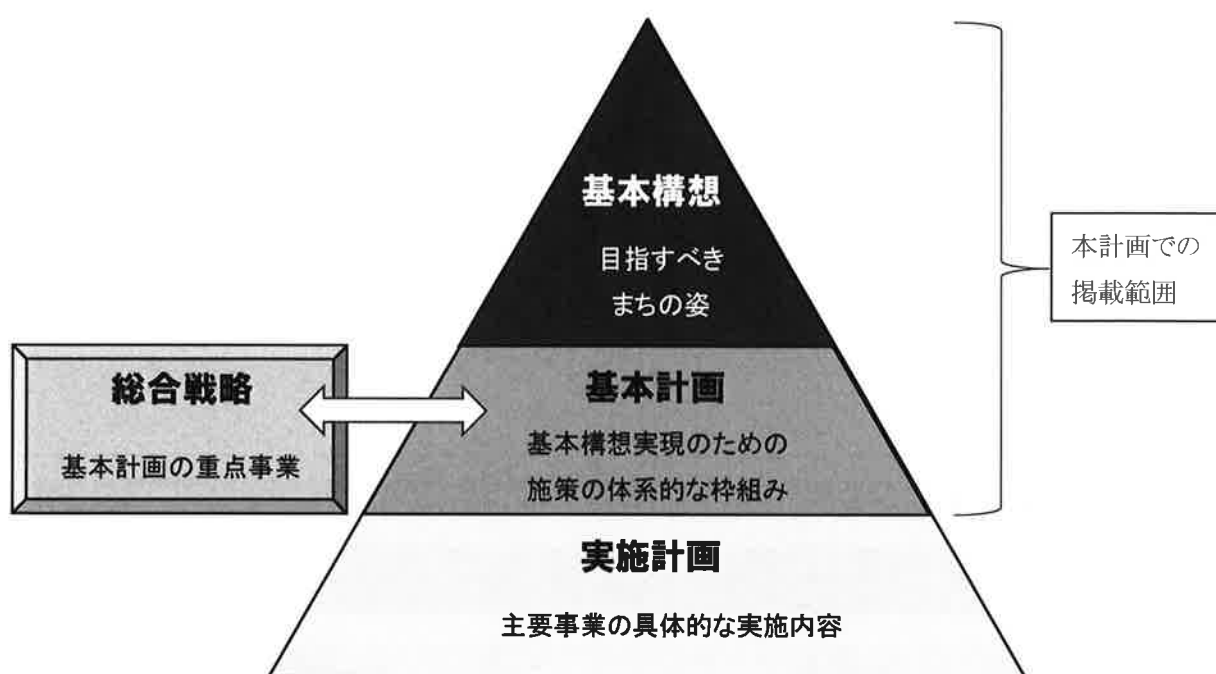 基本構想
目指すべき
まちの姿
本計画での
掲載範囲
総合戦略
基本計画の重点事業
基本計画
基本構想実現のための
施策の体系的な枠組み
実施計画
主要事業の具体的な実施内容